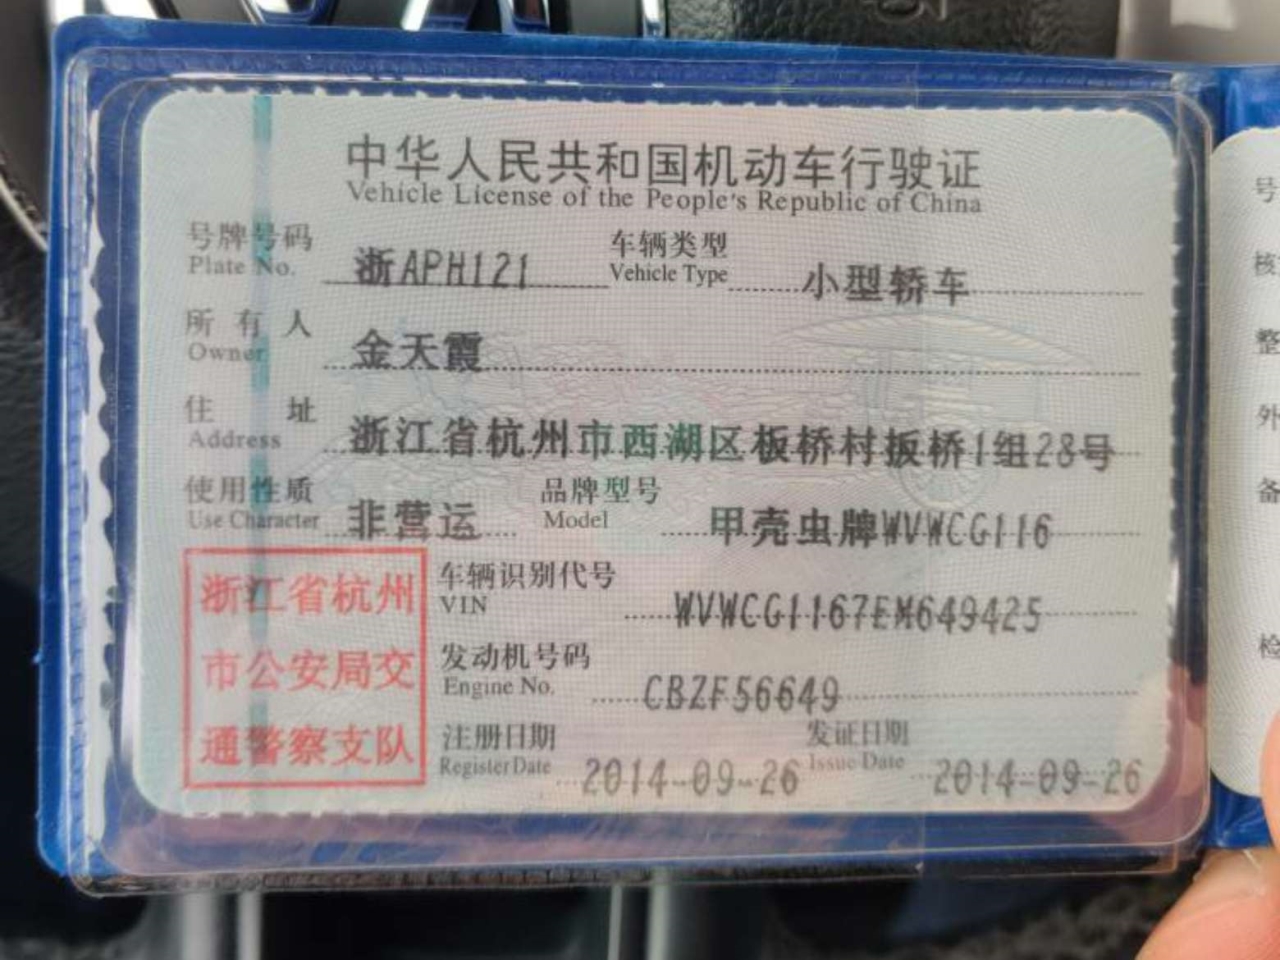 中华人民共和国机动车行驶证
Vehicle License of the People's Republic of China
号牌号码 浙APH121 车辆类型 小型轿车
Plate No. Vehicle Type
所有人 金天霞
Owner
住址 浙江省杭州市西湖区板桥村扳桥1组28号
Address
使用性质 非营运 品牌型号 甲壳虫牌WVWCG116
Use Character Model
浙江省杭州
市公安局交
通警察支队
车辆识别代号
VIN WVWCG1167EM649425
发动机号码
Engine No. CBZF56649
注册日期 发证日期
Register Date 2014-09-26 Issue Date 2014-09-26
号
核
整
外
备
检